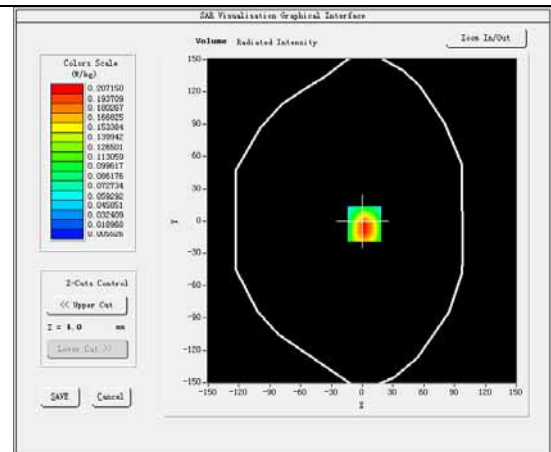 SAR Visualisation Graphical Interface
Volume Radiated Intensity
Zoom In/Out
Colors Scale
(W/kg)
0.207150
0.193709
0.180267
0.166825
0.153384
0.139942
0.126501
0.113059
0.099617
0.086176
0.072734
0.059292
0.045851
0.032409
0.018968
0.005526
Z-Cuts Control
<< Upper Cut
Z = 4.0 mm
Lower Cut >>
SAVE
Cancel
150
120
90
60
30
0
-30
-60
-90
-120
-150
Y
-150 -120 -90 -60 -30 0 30 60 90 120 150
X